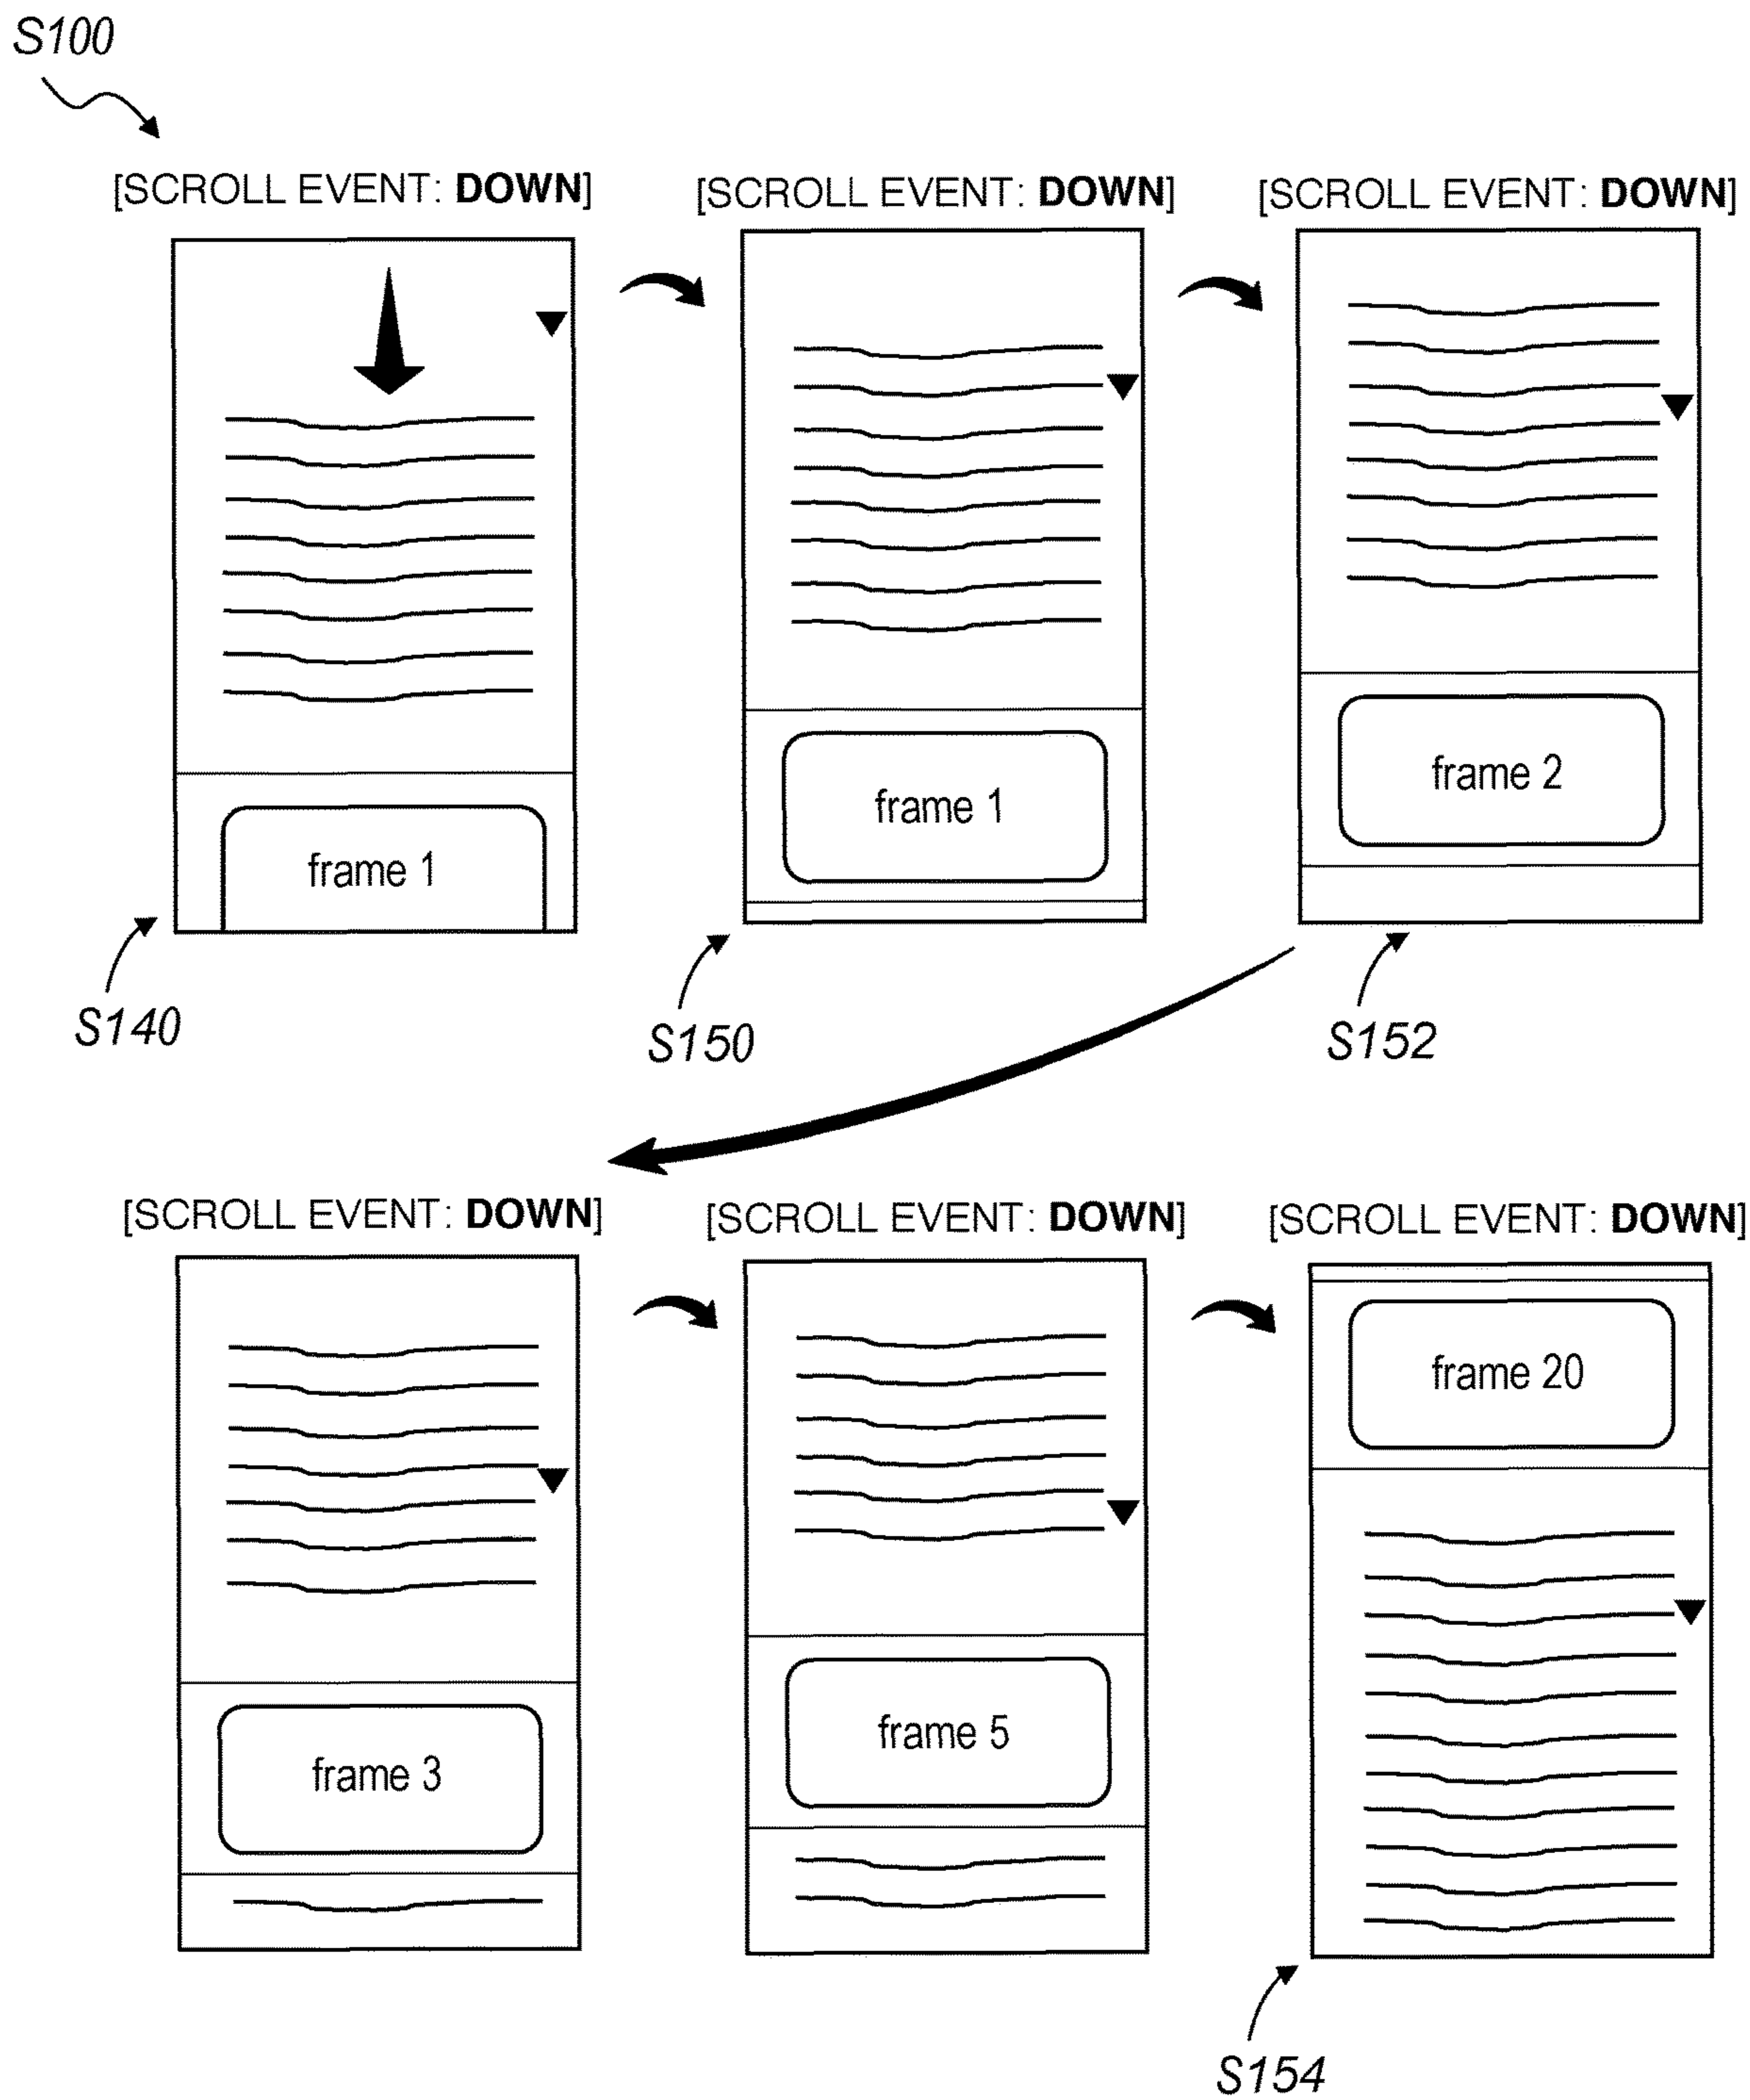 S100
[SCROLL EVENT: DOWN]
[SCROLL EVENT: DOWN]
[SCROLL EVENT: DOWN]
frame 1
frame 1
frame 2
S140
S150
S152
[SCROLL EVENT: DOWN]
[SCROLL EVENT: DOWN]
[SCROLL EVENT: DOWN]
frame 3
frame 5
frame 20
S154